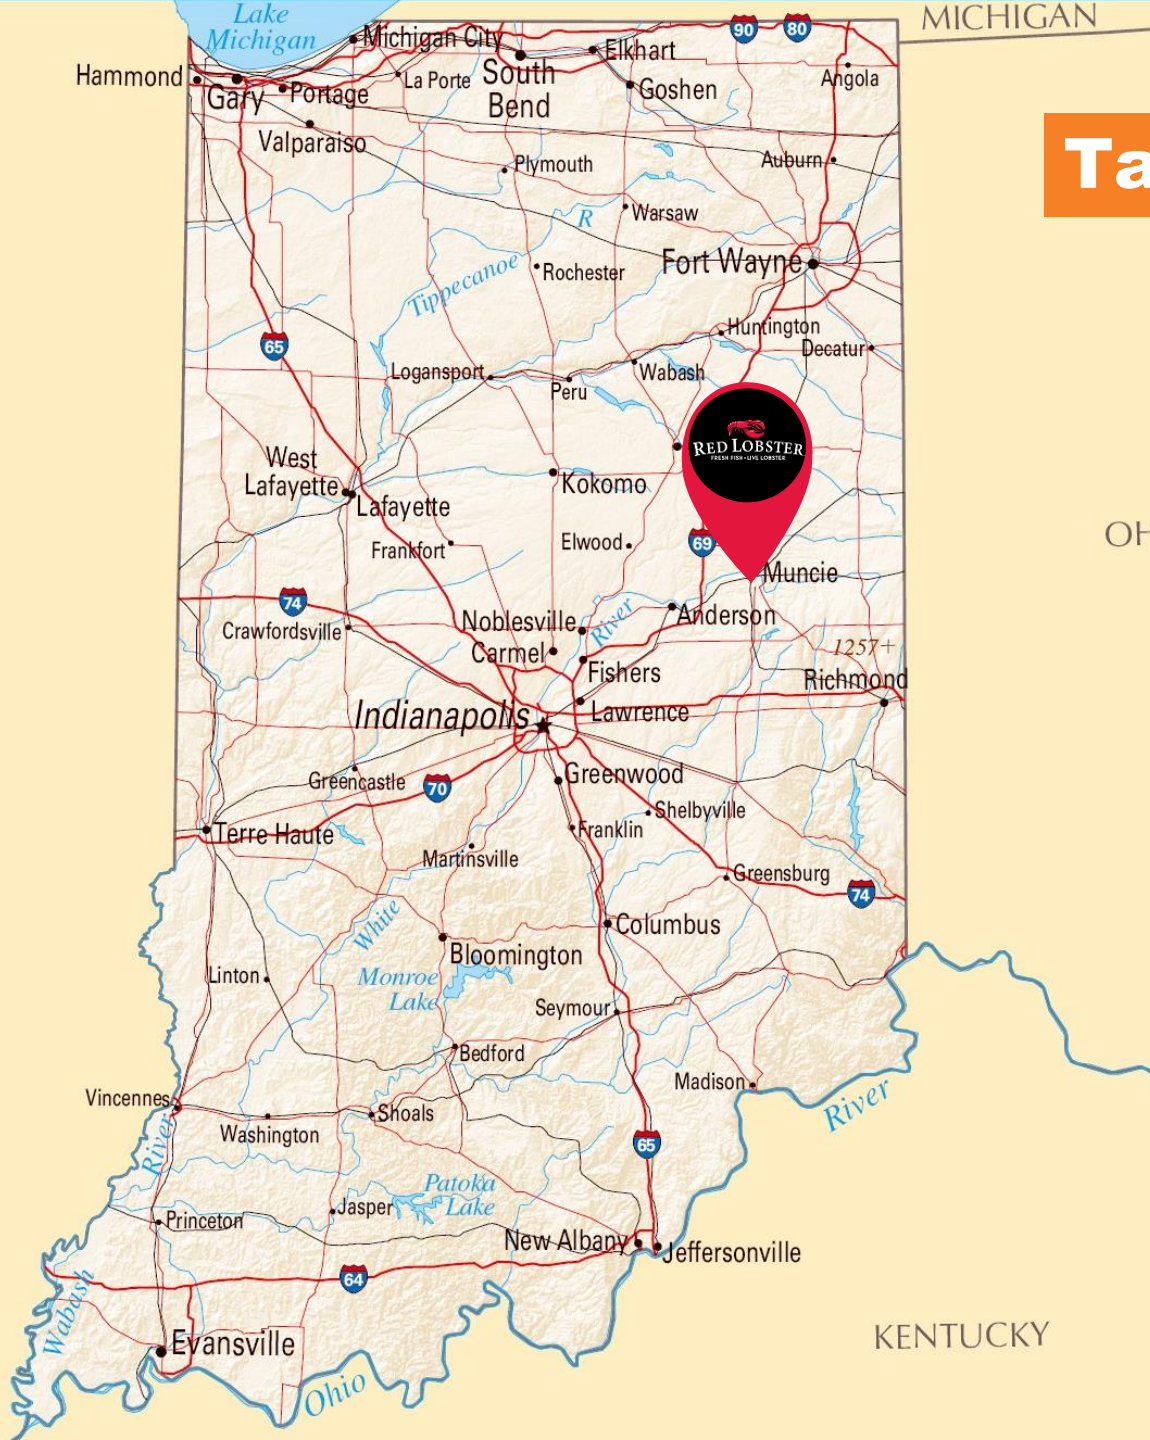 Lake
Michigan
MICHIGAN
90
80
Michigan City
Elkhart
Hammond
La Porte
South
Bend
Angola
Gary
Portage
Goshen
Valparaiso
Plymouth
Auburn
Ta
Warsaw
R
Fort Wayne
Tippecanoe
Rochester
65
Huntington
Decatur
Logansport
Peru
Wabash
RED LOBSTER
FRESH FISH • LIVE LOBSTER
West
Lafayette
Lafayette
Kokomo
Frankfort
Elwood
69
OH
Muncie
74
Crawfordsville
Noblesville
River
Anderson
Carmel
Fishers
1257+
Richmond
Indianapolis
Lawrence
Greencastle
70
Greenwood
Terre Haute
Shelbyville
Franklin
Martinsville
Greensburg
74
White
Columbus
Bloomington
Linton
Monroe
Lake
Seymour
Bedford
Madison
Vincennes
River
Washington
Shoals
River
65
Patoka
Lake
Jasper
Princeton
New Albany
Jeffersonville
64
Wabash
Evansville
Ohio
KENTUCKY